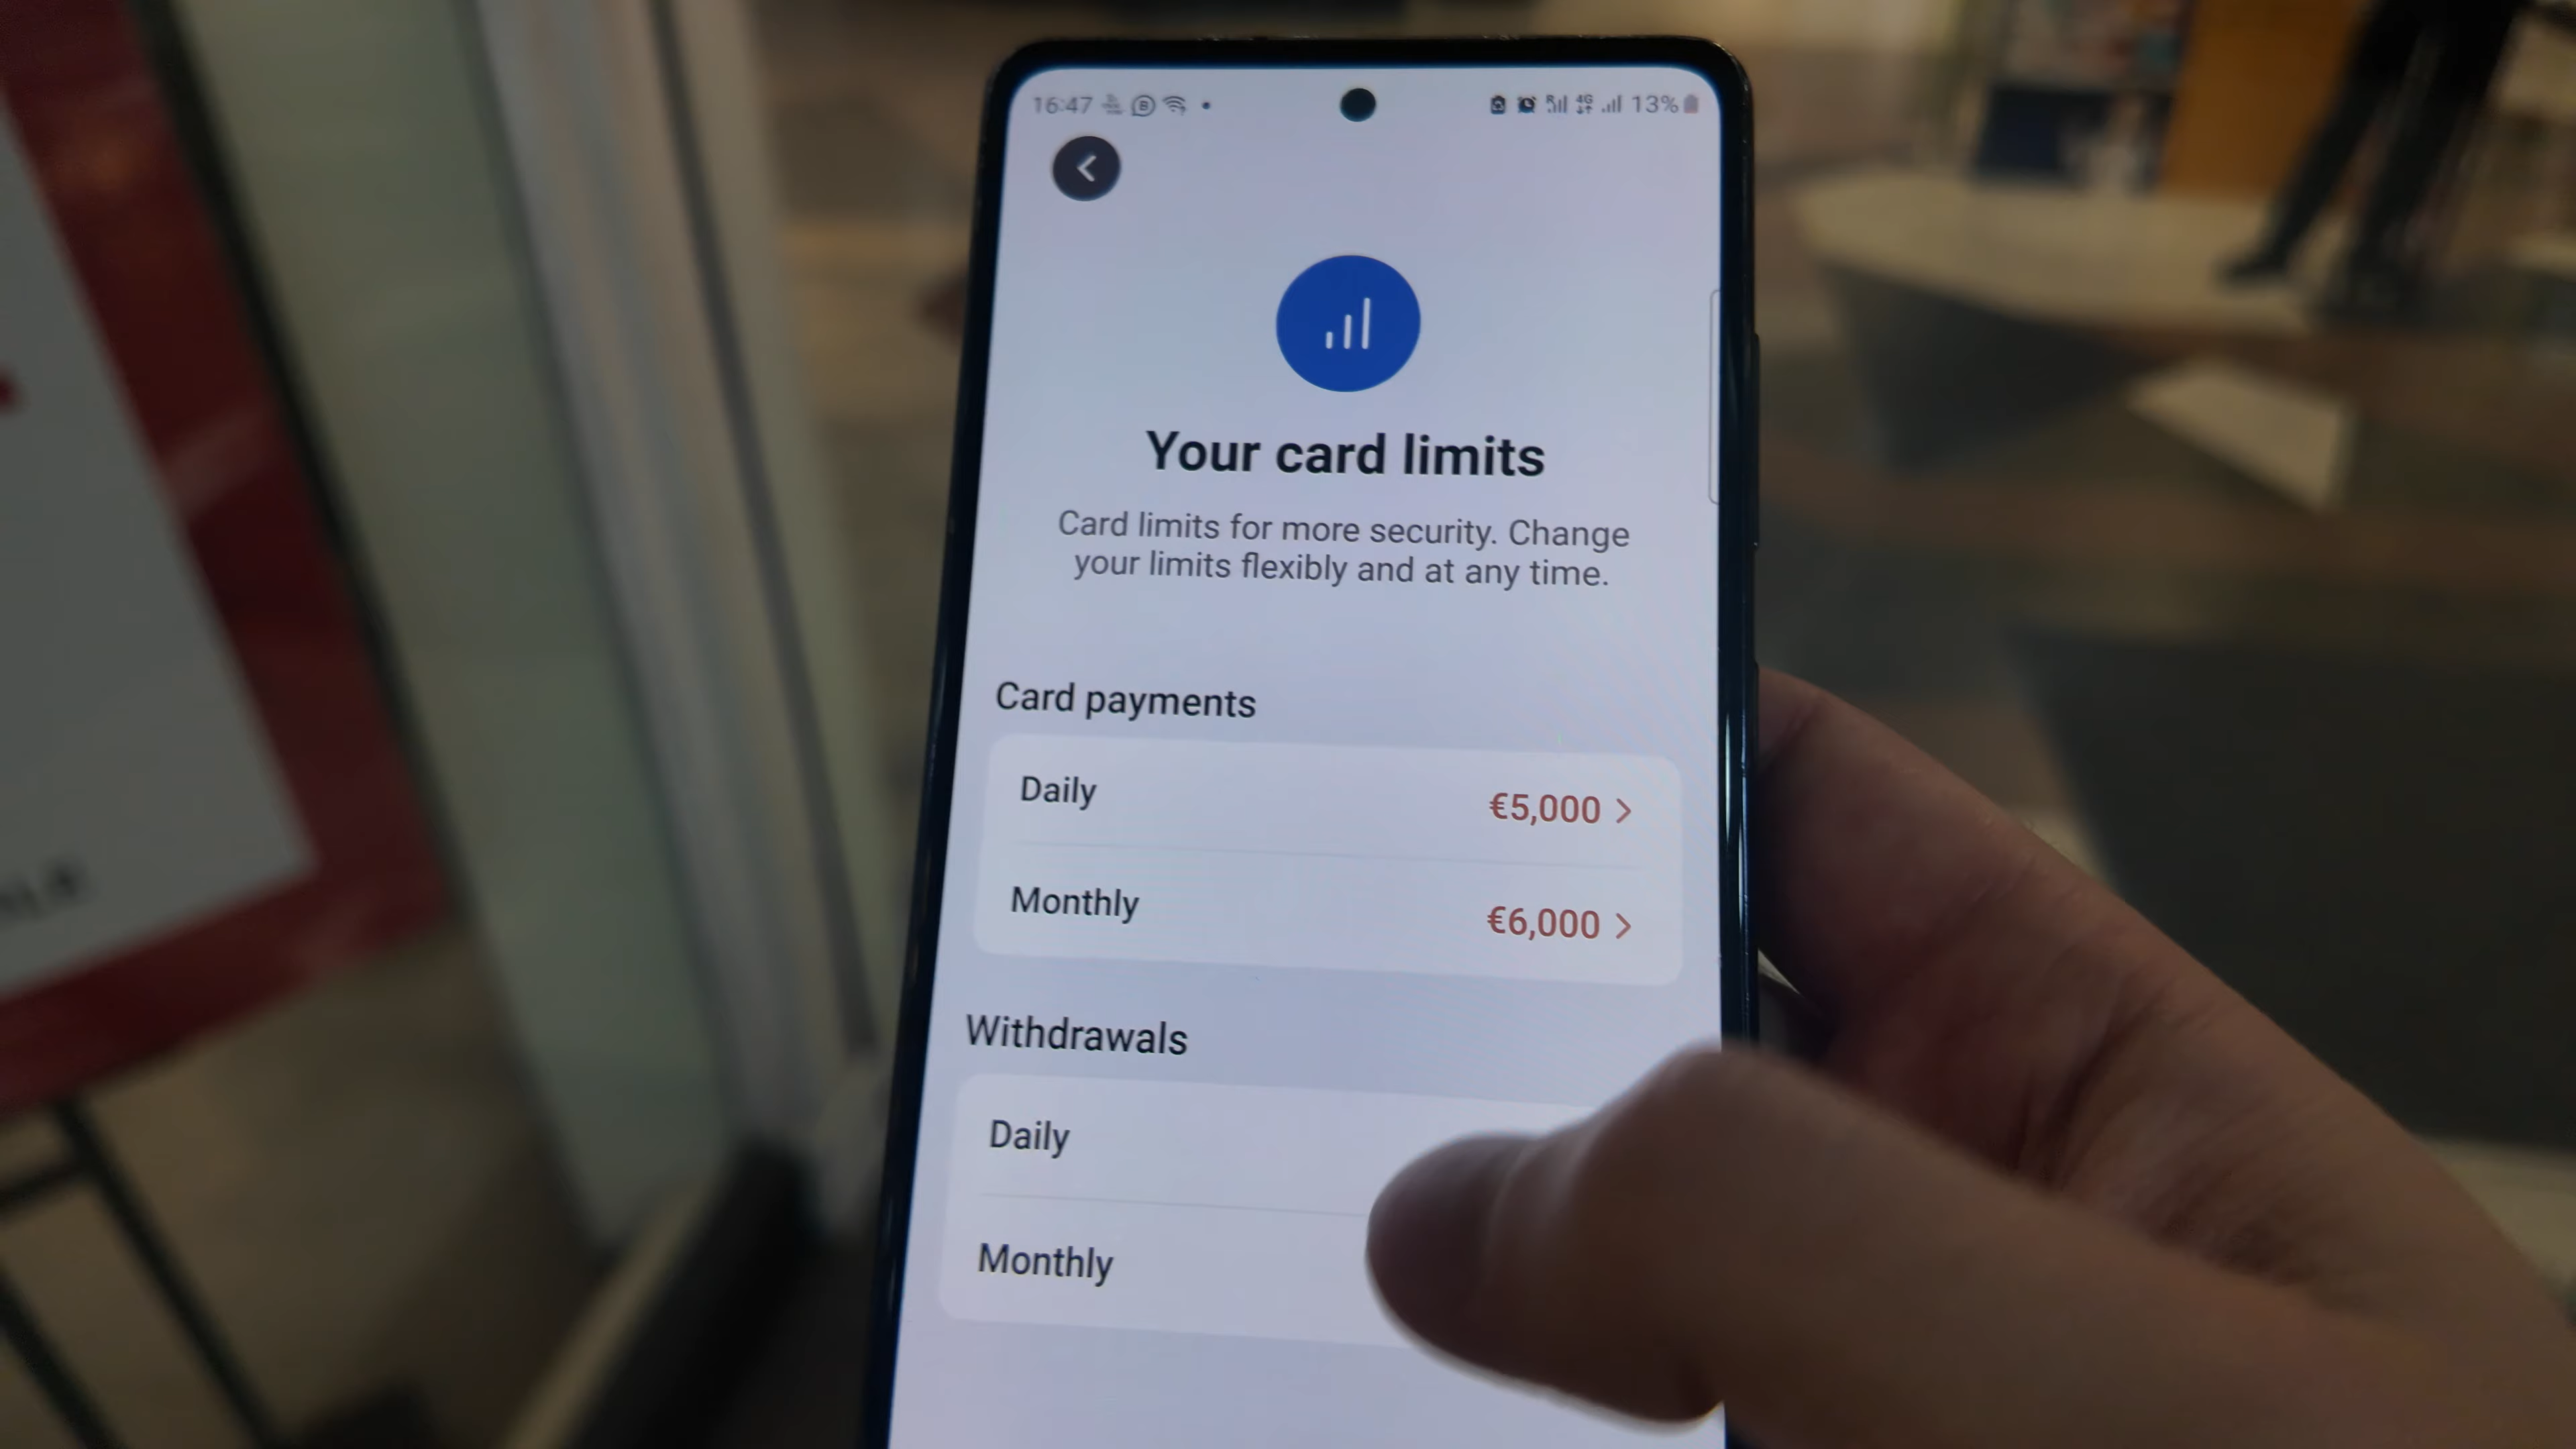 16:47
4G
13%
Your card limits
Card limits for more security. Change
your limits flexibly and at any time.
Card payments
Daily
€5,000
Monthly
€6,000
Withdrawals
Daily
Monthly